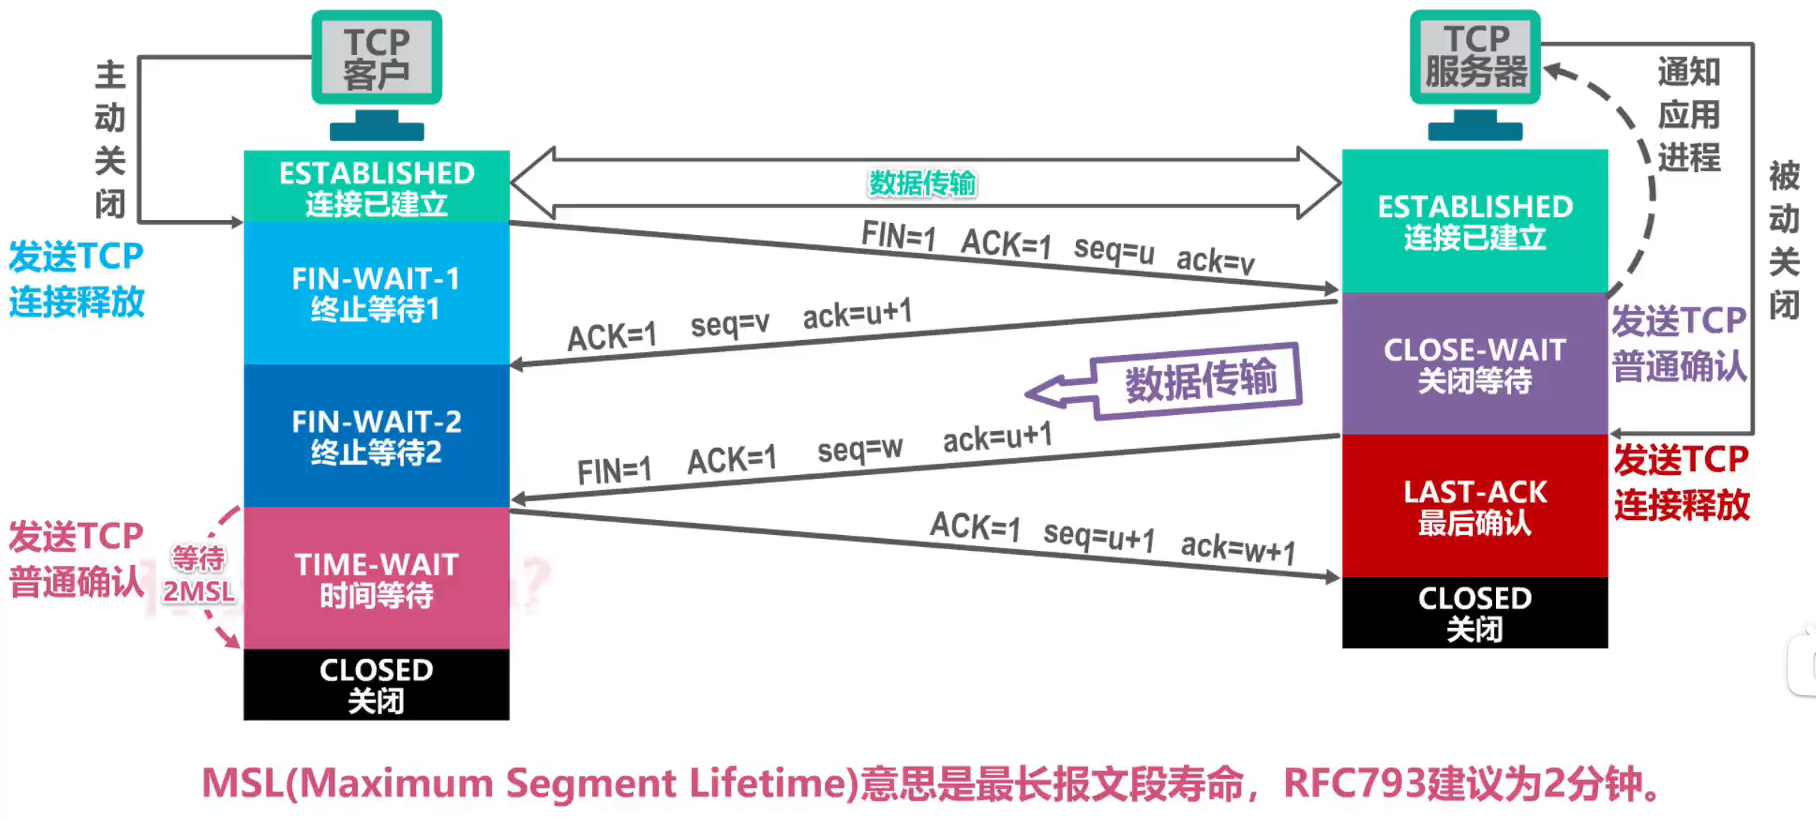 TCP
客户
TCP
服务器
主动关闭
通知
应用
进程
被动关闭
ESTABLISHED
连接已建立
数据传输
ESTABLISHED
连接已建立
FIN=1 ACK=1 seq=u ack=v
发送TCP
连接释放
FIN-WAIT-1
终止等待1
ACK=1 seq=v ack=u+1
发送TCP
普通确认
CLOSE-WAIT
关闭等待
数据传输
FIN-WAIT-2
终止等待2
FIN=1 ACK=1 seq=w ack=u+1
发送TCP
连接释放
LAST-ACK
最后确认
ACK=1 seq=u+1 ack=w+1
发送TCP
普通确认
等待
2MSL
TIME-WAIT
时间等待
CLOSED
关闭
CLOSED
关闭
MSL(Maximum Segment Lifetime)意思是最长报文段寿命，RFC793建议为2分钟。